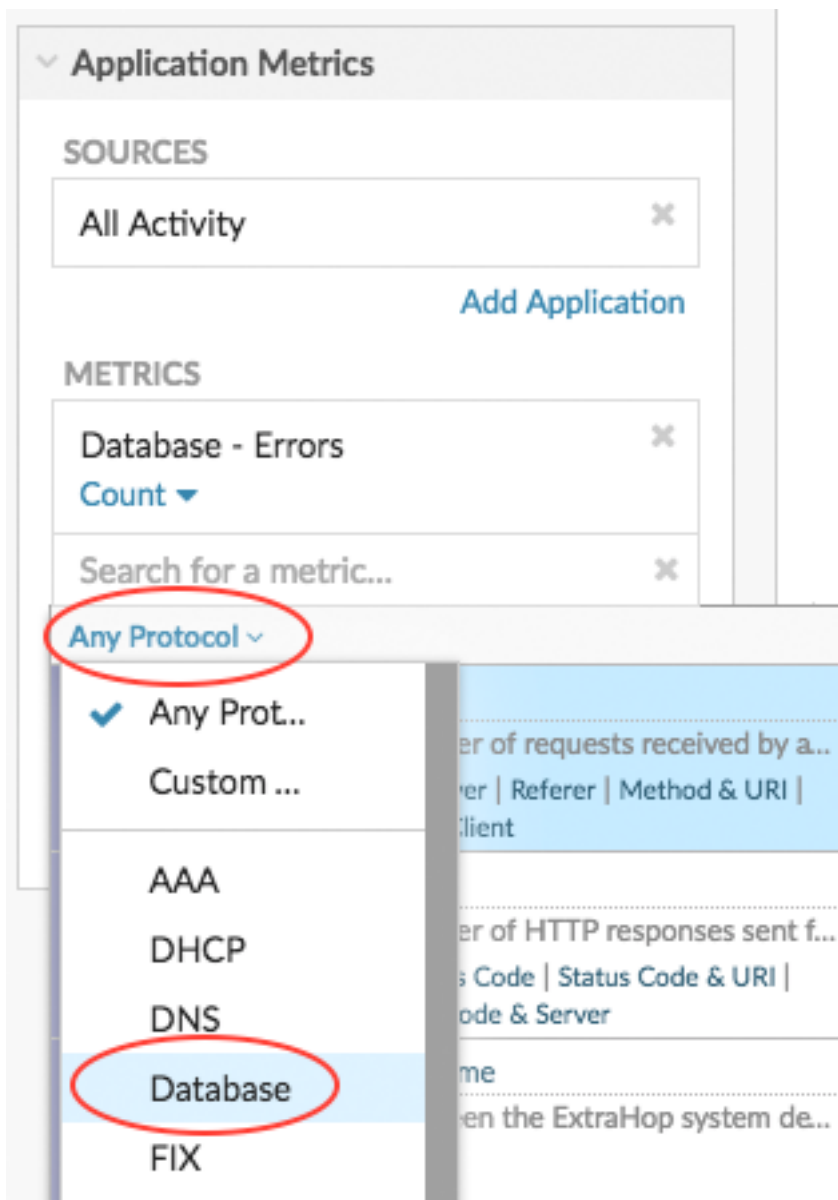 Application Metrics
SOURCES
All Activity
Add Application
METRICS
Database - Errors
Count
Search for a metric...
Any Protocol
Any Prot...
Custom ...
AAA
DHCP
DNS
Database
FIX
er of requests received by a...
ver | Referer | Method & URI |
Client
er of HTTP responses sent f...
s Code | Status Code & URI |
ode & Server
me
en the ExtraHop system de...